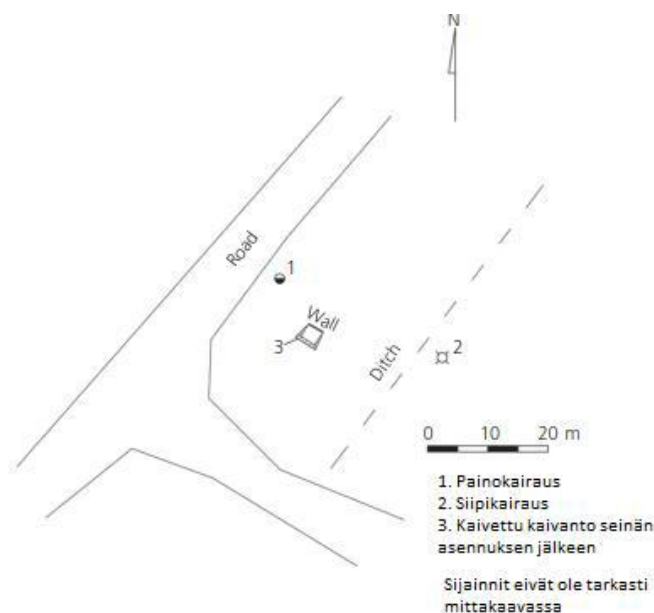 N
Road
1
Wall
3
Ditch
2
0 10 20 m
1. Painokairaus
2. Siipikairaus
3. Kaivettu kaivanto seinän
asennuksen jälkeen
Sijainnit eivät ole tarkasti
mittakaavassa